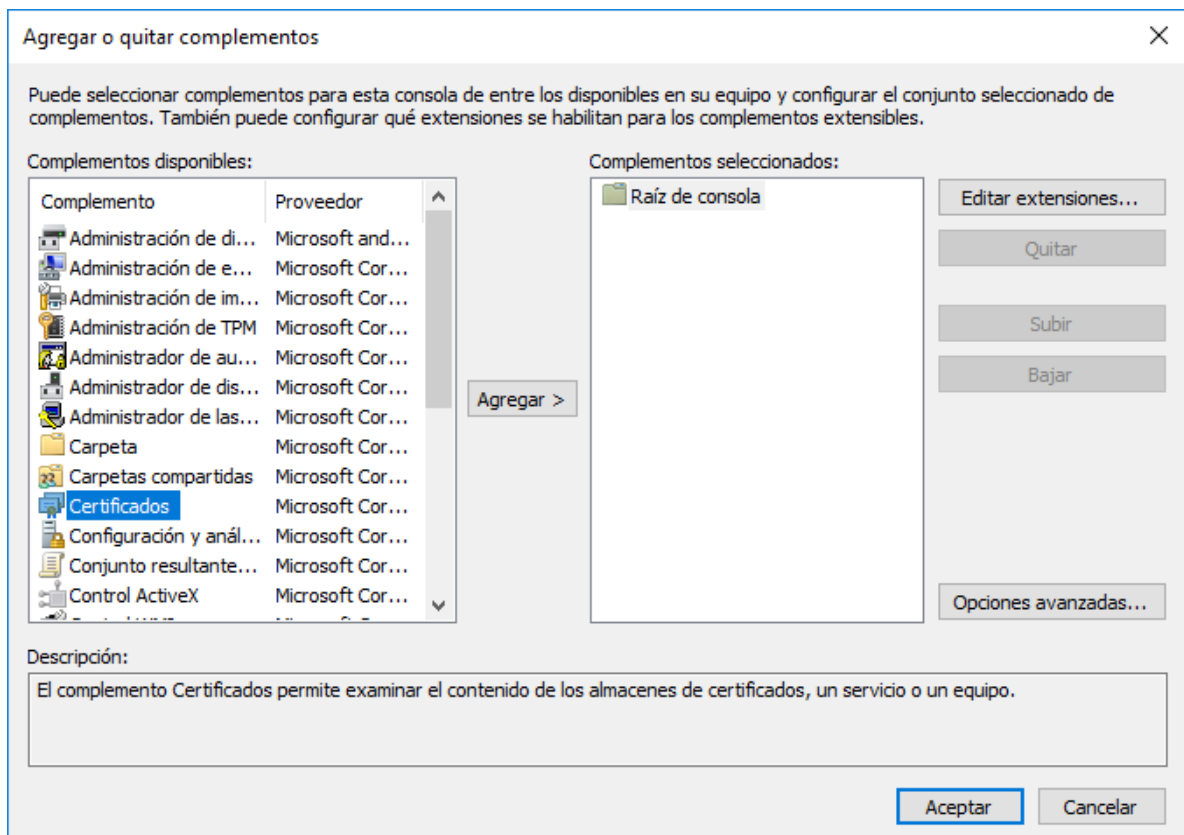 Agregar o quitar complementos
Puede seleccionar complementos para esta consola de entre los disponibles en su equipo y configurar el conjunto seleccionado de
complementos. También puede configurar qué extensiones se habilitan para los complementos extensibles.
Complementos disponibles:
Complemento Proveedor
Administración de di... Microsoft and...
Administración de e... Microsoft Cor...
Administración de im... Microsoft Cor...
Administración de TPM Microsoft Cor...
Administrador de au... Microsoft Cor...
Administrador de dis... Microsoft Cor...
Administrador de las... Microsoft Cor...
Carpeta Microsoft Cor...
Carpetas compartidas Microsoft Cor...
Certificados Microsoft Cor...
Configuración y anál... Microsoft Cor...
Conjunto resultante... Microsoft Cor...
Control ActiveX Microsoft Cor...
Agregar >
Complementos seleccionados:
Raíz de consola
Editar extensiones...
Quitar
Subir
Bajar
Opciones avanzadas...
Descripción:
El complemento Certificados permite examinar el contenido de los almacenes de certificados, un servicio o un equipo.
Aceptar Cancelar